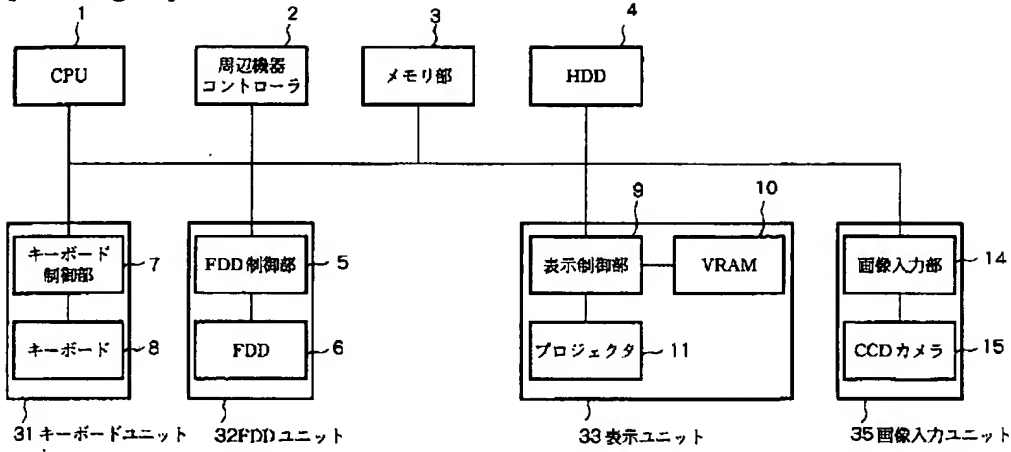 1
2
3
4
CPU
周辺機器
コントローラ
メモリ部
HDD
9
10
キーボード
制御部
7
FDD 制御部
5
表示制御部
VRAM
画像入力部
14
キーボード
8
FDD
6
プロジェクタ
11
CCDカメラ
15
31 キーボードユニット
32FDDユニット
33 表示ユニット
35 画像入力ユニット